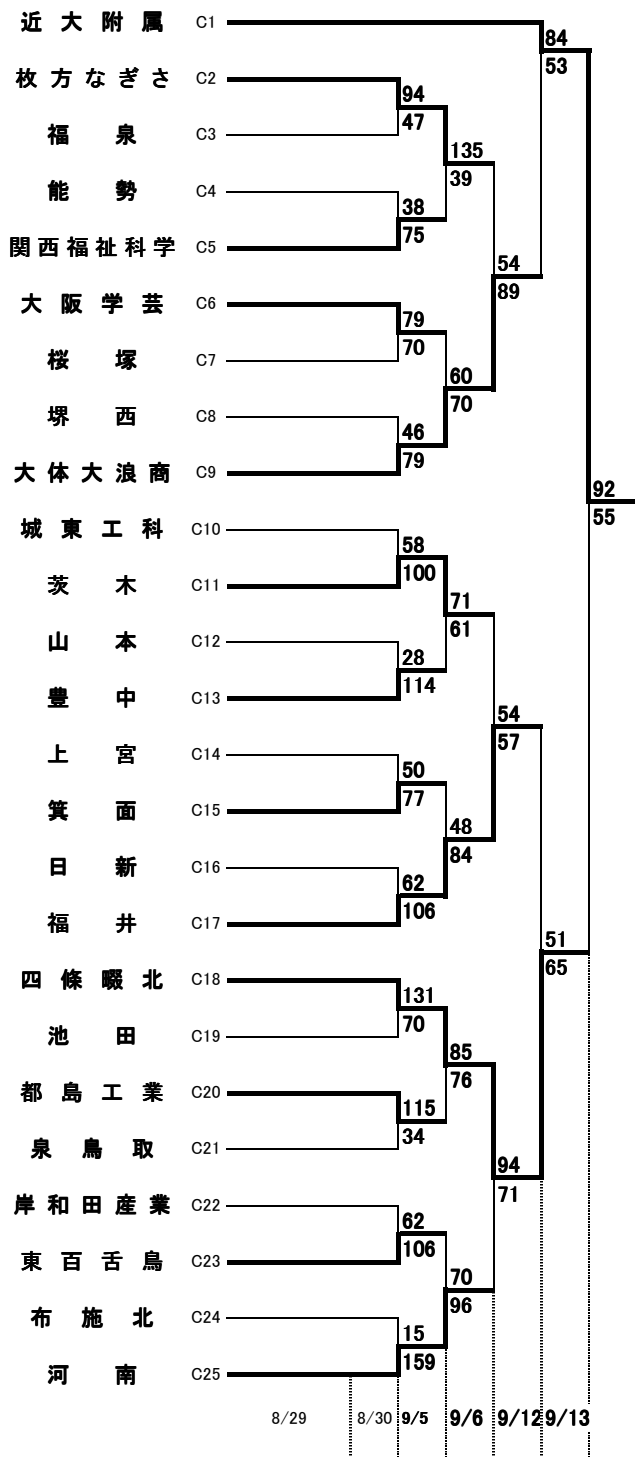 近大附属 C1
84
53
枚方なぎさ C2
94
47
福泉 C3
135
39
能勢 C4
38
75
関西福祉科学 C5
54
89
大阪学芸 C6
79
70
桜塚 C7
60
70
堺西 C8
46
79
大体大浪商 C9
92
55
城東工科 C10
58
100
茨木 C11
71
61
山本 C12
28
114
豊中 C13
54
57
上宮 C14
50
77
箕面 C15
48
84
日新 C16
62
106
福井 C17
51
65
四條畷北 C18
131
70
池田 C19
85
76
都島工業 C20
115
34
泉鳥取 C21
94
71
岸和田産業 C22
62
106
東百舌鳥 C23
70
96
布施北 C24
15
159
河南 C25
8/29 8/30 9/5 9/6 9/12 9/13